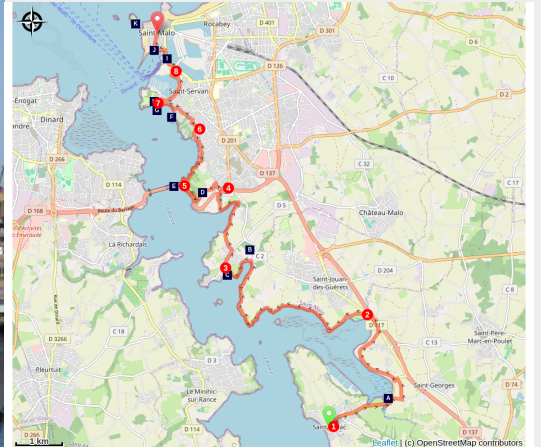 K
Saint-Malo
Rocabey
D 301
J
I
D 126
8
C 10
D 2
Saint-Servan
7
G
F
Dinard
6
D 266
D 201
C 32
D 137
C 17
D 114
E
5
D
4
D 168
D 5
Château-Malo
La Richardais
B
C 2
3
D 204
Saint-Jouan-
des-Guérets
C 8
2
C 18
D 3266
Saint-Père-
Marc-en-Poulet
C 13
D 3
Pleurtuit
Le Minihic-
sur-Rance
Saint-Georges
D 74
A
D 266
1
D 137
1 km
Leaflet | (c) OpenStreetMap contributors